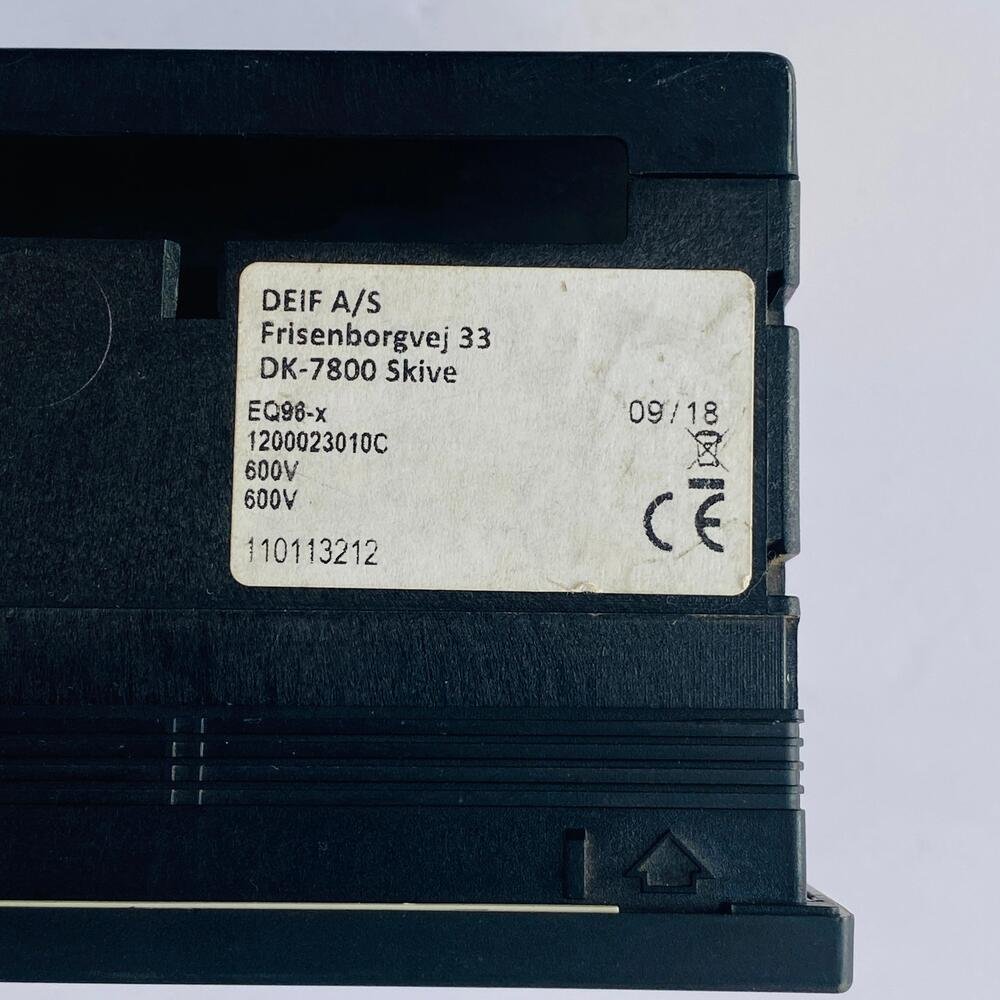 DEIF A/S
Frisenborgvej 33
DK-7800 Skive
EQ96-x
09/18
1200023010C
600V
600V
CE
110113212